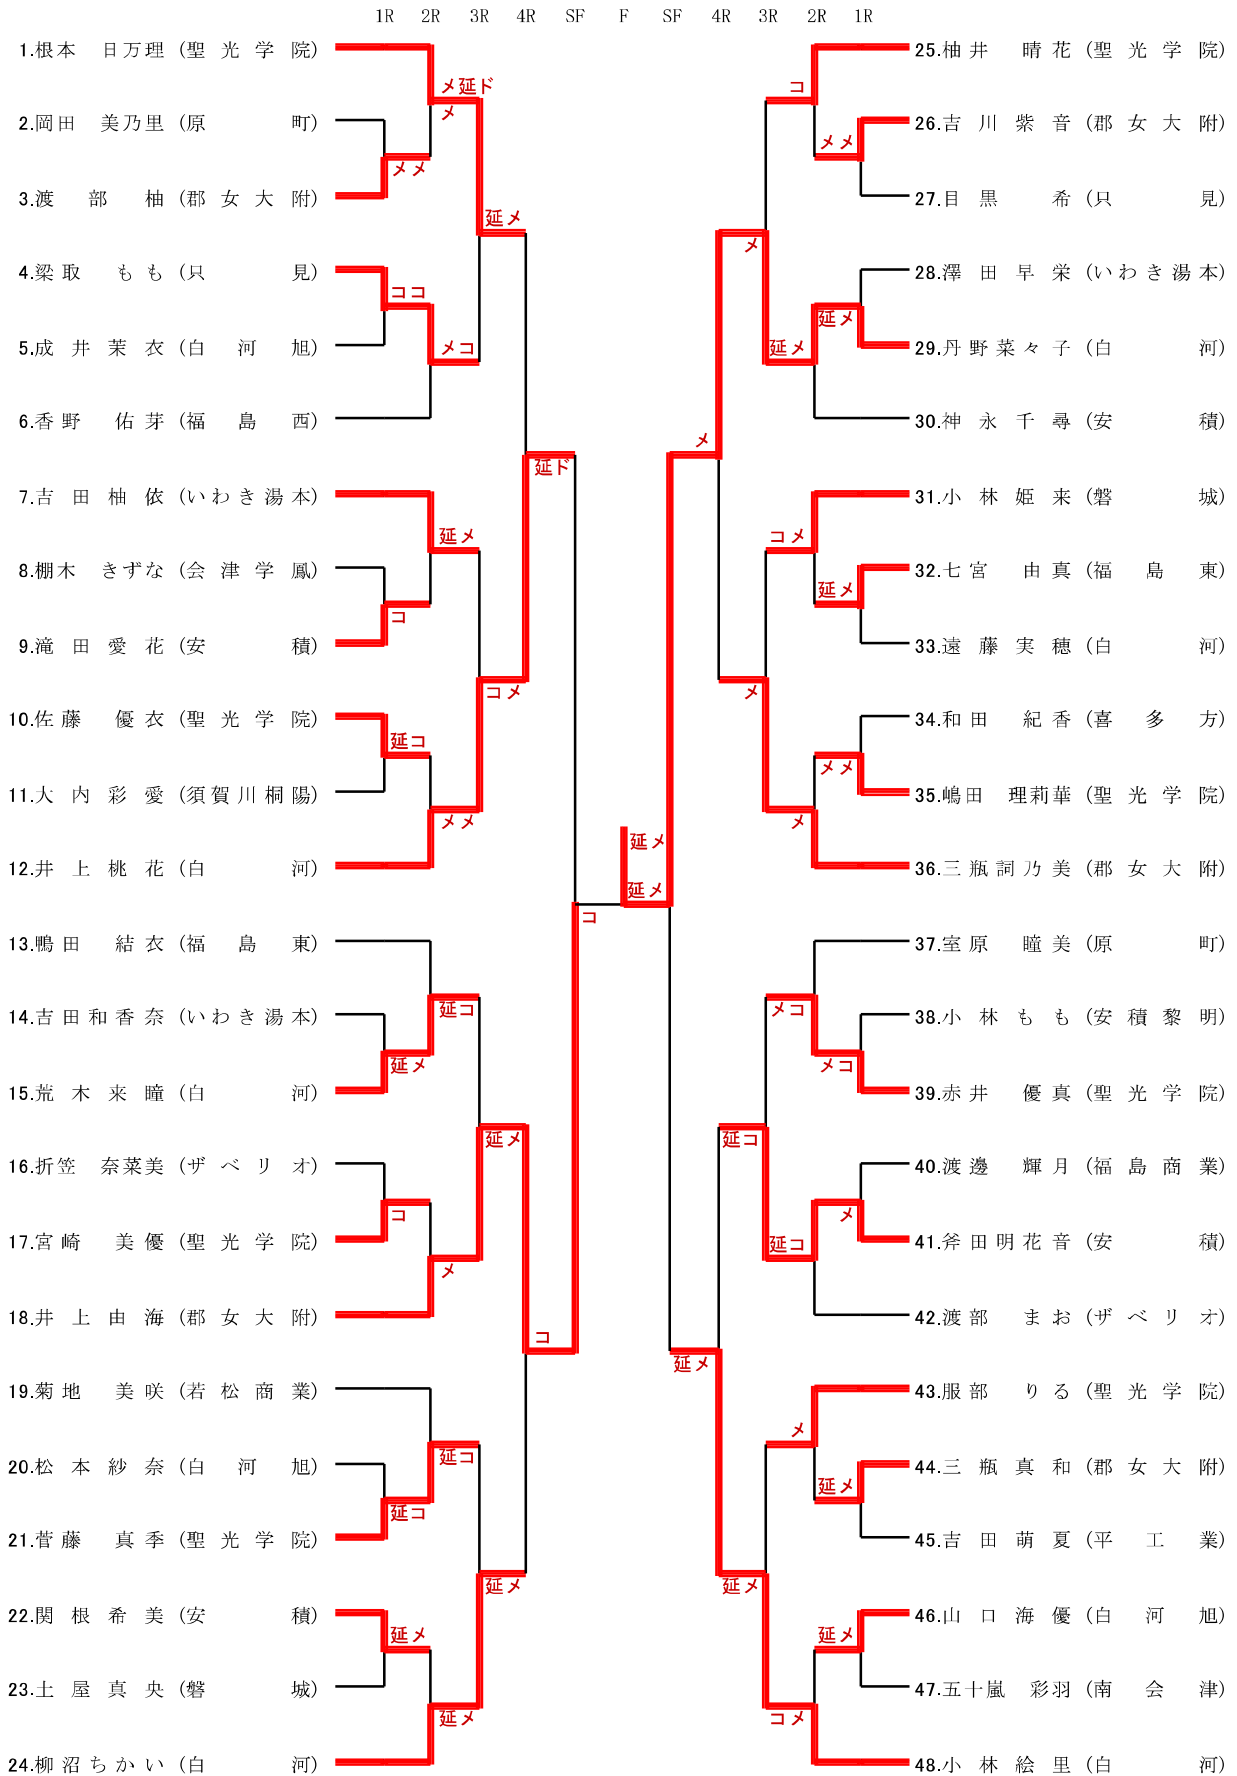 1R 2R 3R 4R SF F SF 4R 3R 2R 1R
1.根本 日万理 (聖光学院)
2.岡田 美乃里 (原町)
3.渡部柚 (郡女大附)
4.梁取 もも (只見)
5.成井茉衣 (白河旭)
6.香野 佑芽 (福島西)
7.吉田柚依 (いわき湯本)
8.棚木 きずな (会津学鳳)
9.滝田愛花 (安積)
10.佐藤 優衣 (聖光学院)
11.大内彩愛 (須賀川桐陽)
12.井上桃花 (白河)
13.鴨田 結衣 (福島東)
14.吉田和香奈 (いわき湯本)
15.荒木来瞳 (白河)
16.折笠 奈菜美 (ザベリオ)
17.宮崎 美優 (聖光学院)
18.井上由海 (郡女大附)
19.菊地 美咲 (若松商業)
20.松本紗奈 (白河旭)
21.菅藤 真季 (聖光学院)
22.関根希美 (安積)
23.土屋真央 (磐城)
24.柳沼ちかい (白河)
メ延ド
メ
メメ
延メ
ココ
メコ
延ド
延メ
コ
コメ
延コ
メメ
延コ
延メ
延メ
コ
メ
コ
延コ
延コ
延メ
延メ
延メ
コ
延メ
延メ
コ
メメ
メ
延メ
延メ
メ
コメ
延メ
メ
メメ
メ
メコ
メコ
延コ
メ
延コ
延メ
メ
延メ
延メ
延メ
コメ
25.柚井 晴花 (聖光学院)
26.吉川紫音 (郡女大附)
27.目黒 希 (只見)
28.澤田早栄 (いわき湯本)
29.丹野菜々子 (白河)
30.神永千尋 (安積)
31.小林姫来 (磐城)
32.七宮 由真 (福島東)
33.遠藤実穂 (白河)
34.和田 紀香 (喜多方)
35.嶋田 理莉華 (聖光学院)
36.三瓶詞乃美 (郡女大附)
37.室原 瞳美 (原町)
38.小林もも (安積黎明)
39.赤井 優真 (聖光学院)
40.渡邊 輝月 (福島商業)
41.斧田明花音 (安積)
42.渡部 まお (ザベリオ)
43.服部 りる (聖光学院)
44.三瓶真和 (郡女大附)
45.吉田萌夏 (平工業)
46.山口海優 (白河旭)
47.五十嵐 彩羽 (南会津)
48.小林絵里 (白河)